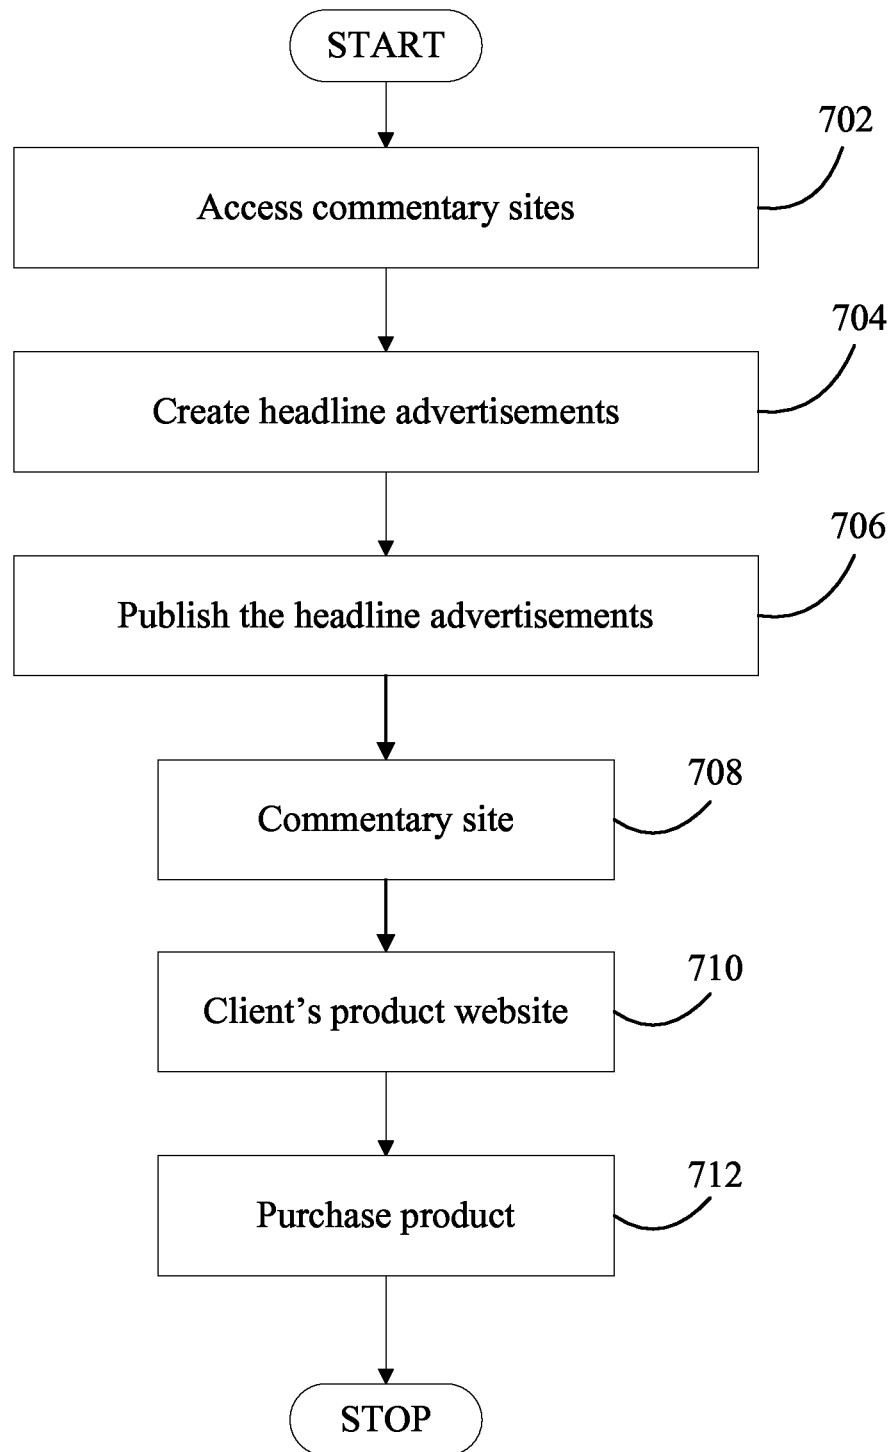 START
702
Access commentary sites
704
Create headline advertisements
706
Publish the headline advertisements
708
Commentary site
710
Client’s product website
712
Purchase product
STOP